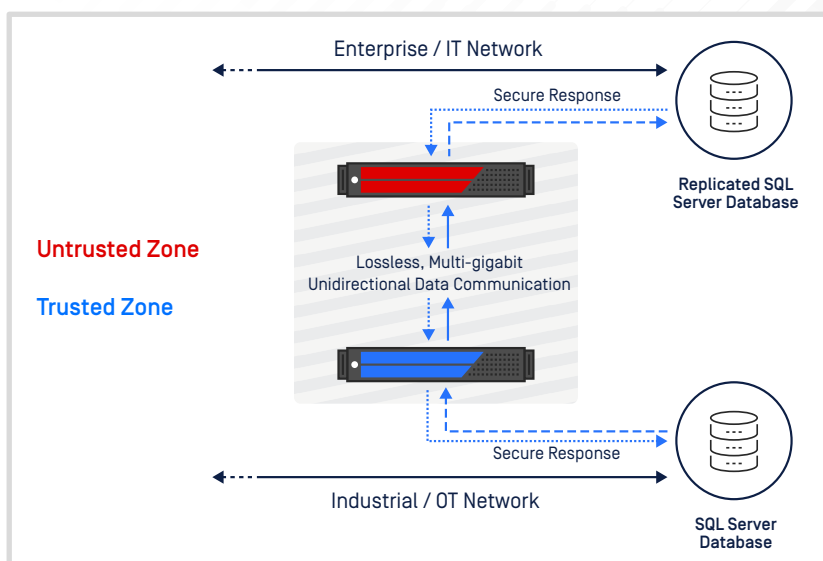 Enterprise / IT Network
Secure Response
Replicated SQL
Server Database
Untrusted Zone
Trusted Zone
Lossless, Multi-gigabit
Unidirectional Data Communication
Secure Response
Industrial / OT Network
SQL Server
Database